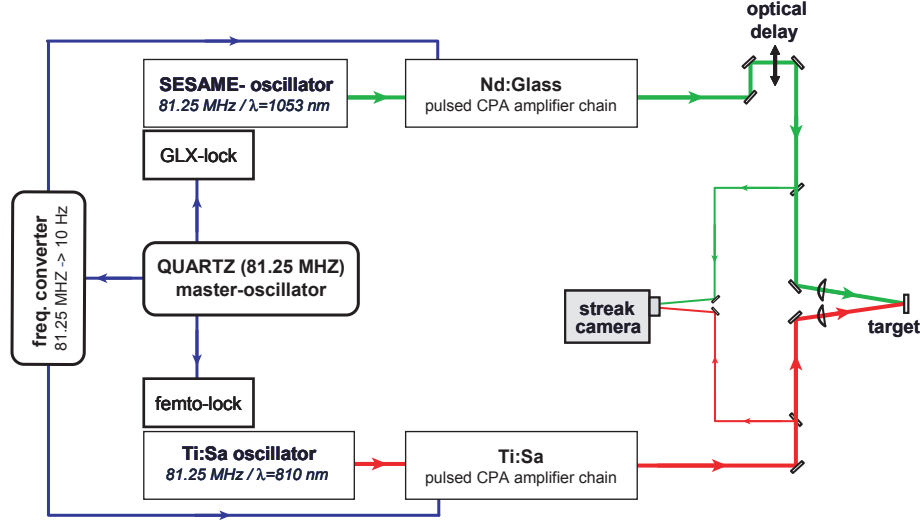 optical
delay
SESAME- oscillator
81.25 MHz / λ=1053 nm
Nd:Glass
pulsed CPA amplifier chain
GLX-lock
freq. converter
81.25 MHZ -> 10 Hz
QUARTZ (81.25 MHZ)
master-oscillator
streak
camera
target
femto-lock
Ti:Sa oscillator
81.25 MHz / λ=810 nm
Ti:Sa
pulsed CPA amplifier chain